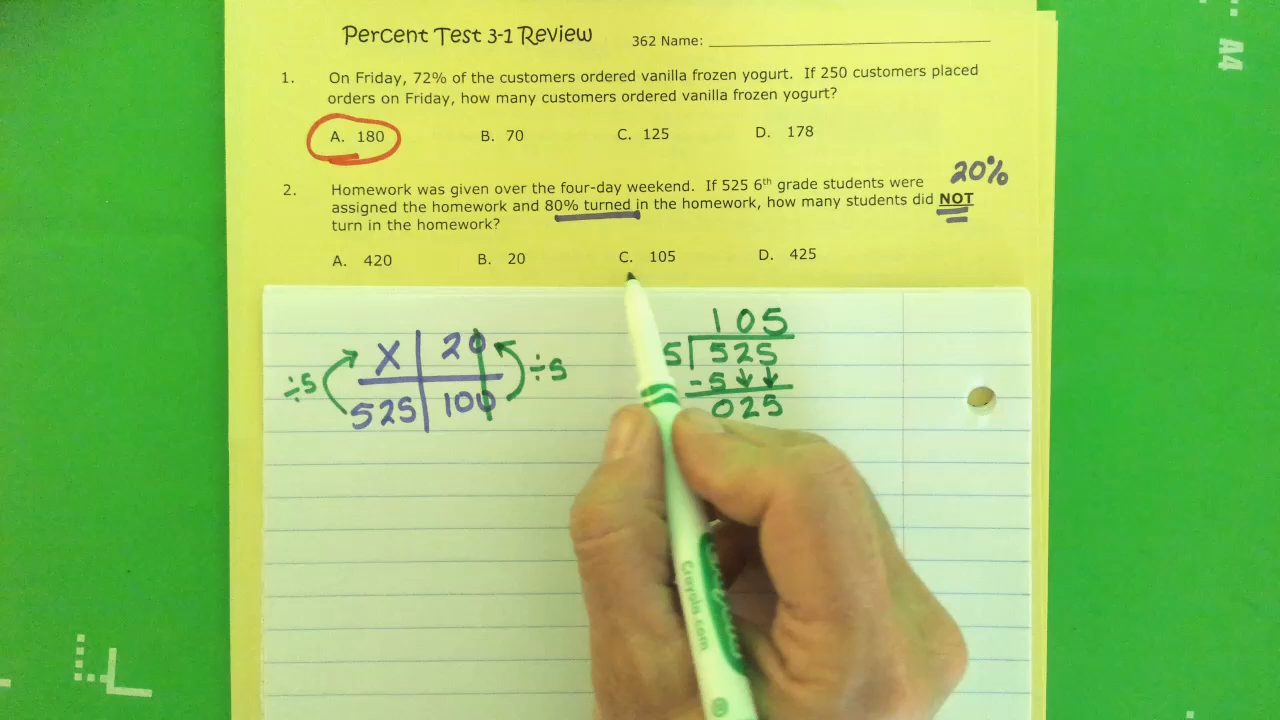 Percent Test 3-1 Review 362 Name:
1. On Friday, 72% of the customers ordered vanilla frozen yogurt. If 250 customers placed
orders on Friday, how many customers ordered vanilla frozen yogurt?
A. 180 B. 70 C. 125 D. 178
20%
2. Homework was given over the four-day weekend. If 525 6th grade students were
assigned the homework and 80% turned in the homework, how many students did NOT
turn in the homework?
A. 420 B. 20 C. 105 D. 425
X 20
525 100
÷5 ÷5
105
5 525
-5
025
Crayola.com
A4